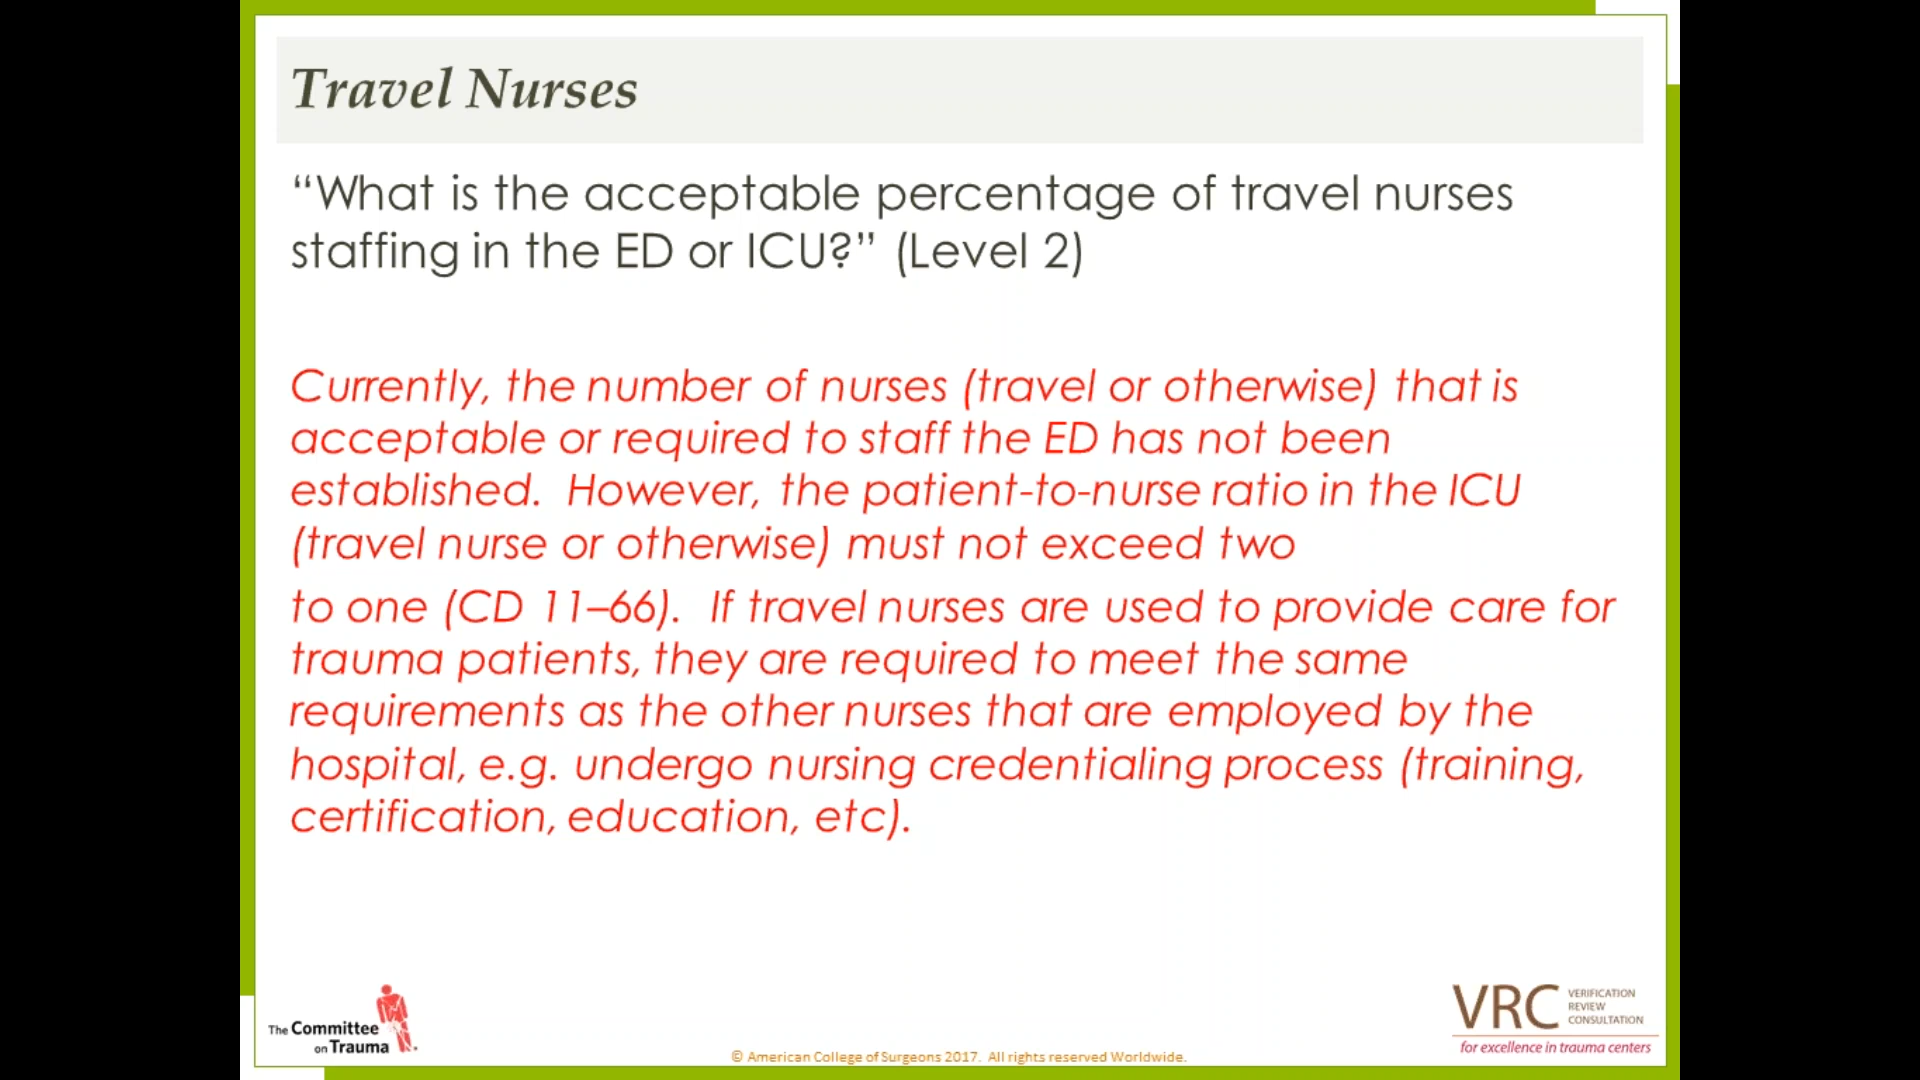 Travel Nurses
“What is the acceptable percentage of travel nurses
staffing in the ED or ICU?” (Level 2)
Currently, the number of nurses (travel or otherwise) that is
acceptable or required to staff the ED has not been
established.  However, the patient-to-nurse ratio in the ICU
(travel nurse or otherwise) must not exceed two
to one (CD 11–66).  If travel nurses are used to provide care for
trauma patients, they are required to meet the same
requirements as the other nurses that are employed by the
hospital, e.g. undergo nursing credentialing process (training,
certification, education, etc).
The Committee
on Trauma
© American College of Surgeons 2017.  All rights reserved Worldwide.
VRC
VERIFICATION
REVIEW
CONSULTATION
for excellence in trauma centers